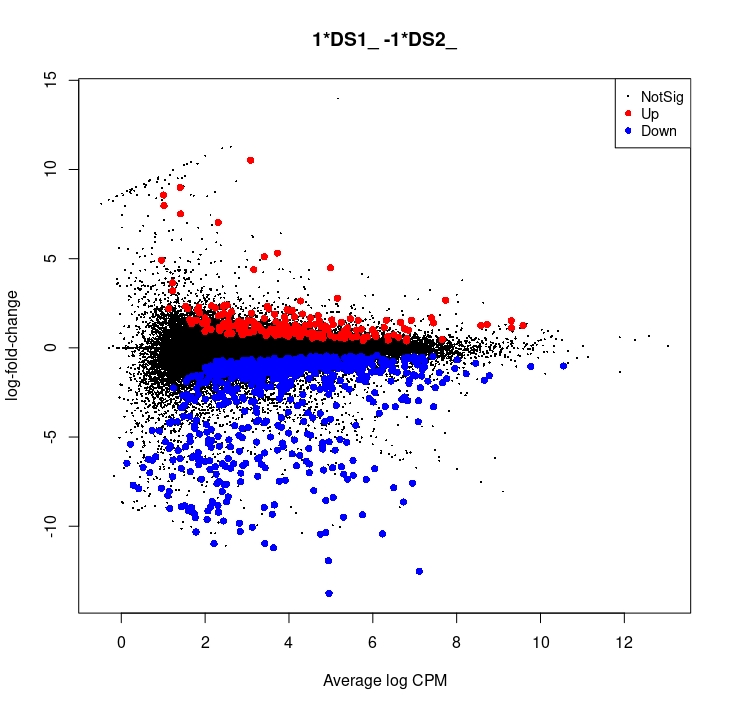 1*DS1_ -1*DS2_
NotSig
Up
Down
15
10
5
0
-5
-10
log-fold-change
0 2 4 6 8 10 12
Average log CPM